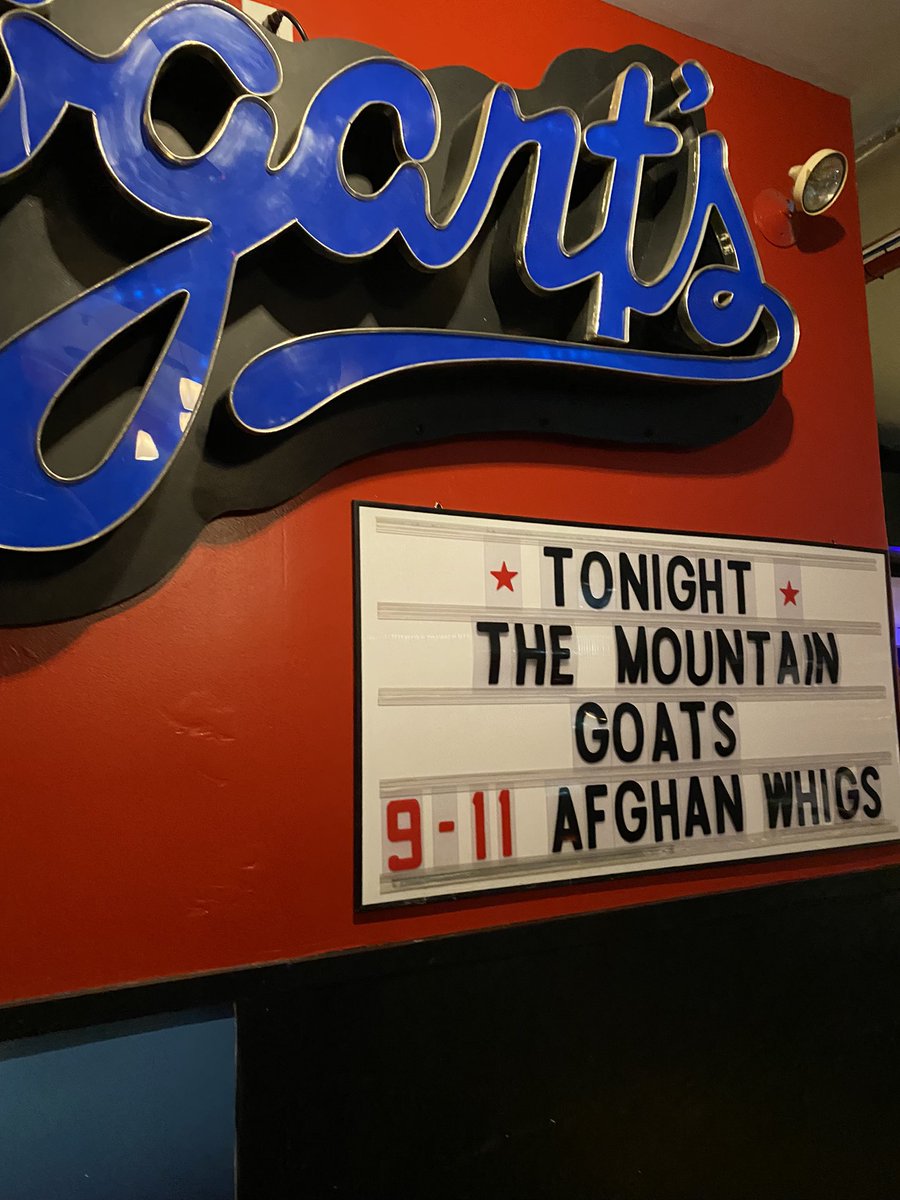 gart's
★ TONIGHT ★
THE MOUNTAIN
GOATS
9-11 AFGHAN WHIGS